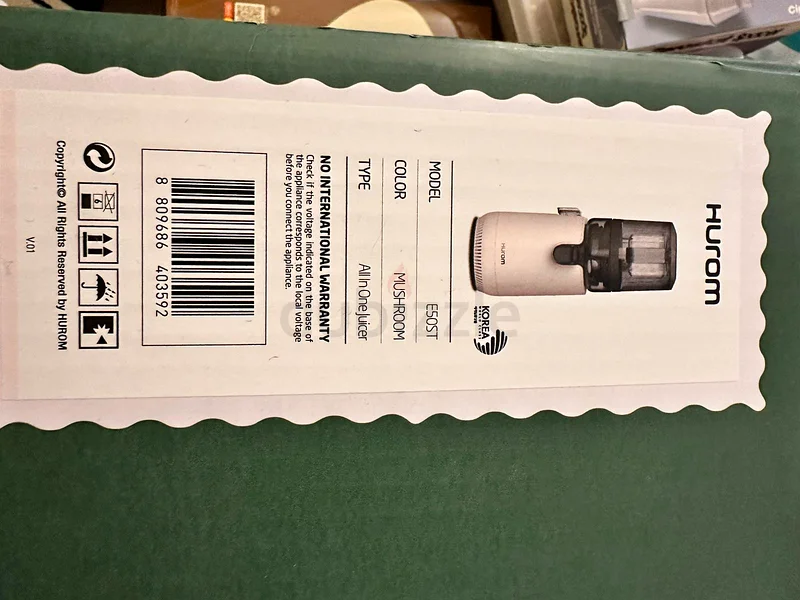 HUROM
HUROM
KOREA
MODEL E50ST
COLOR MUSHROOM
TYPE All In One Juicer
NO INTERNATIONAL WARRANTY
Check if the voltage indicated on the base of
the appliance corresponds to the local voltage
before you connect the appliance.
8 809686 403592
6
Copyright© All Rights Reserved by HUROM
V.01
dubizzle